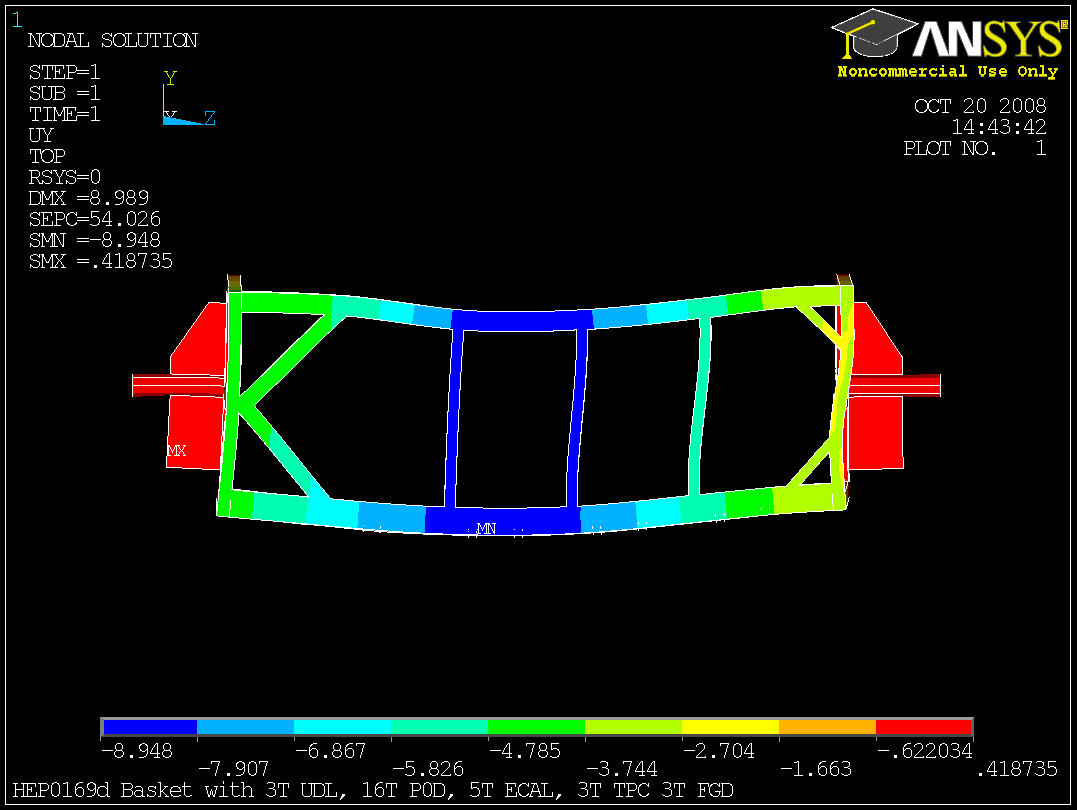 1
NODAL SOLUTION
STEP=1
SUB =1
TIME=1
UY
TOP
RSYS=0
DMX =8.989
SEPC=54.026
SMN =-8.948
SMX =.418735
Y
X
Z
ANSYS
Noncommercial Use Only
OCT 20 2008
14:43:42
PLOT NO. 1
MX
MN
-8.948 -6.867 -4.785 -2.704 -.622034
-7.907 -5.826 -3.744 -1.663 .418735
HEP0169d Basket with 3T UDL, 16T POD, 5T ECAL, 3T TPC 3T FGD